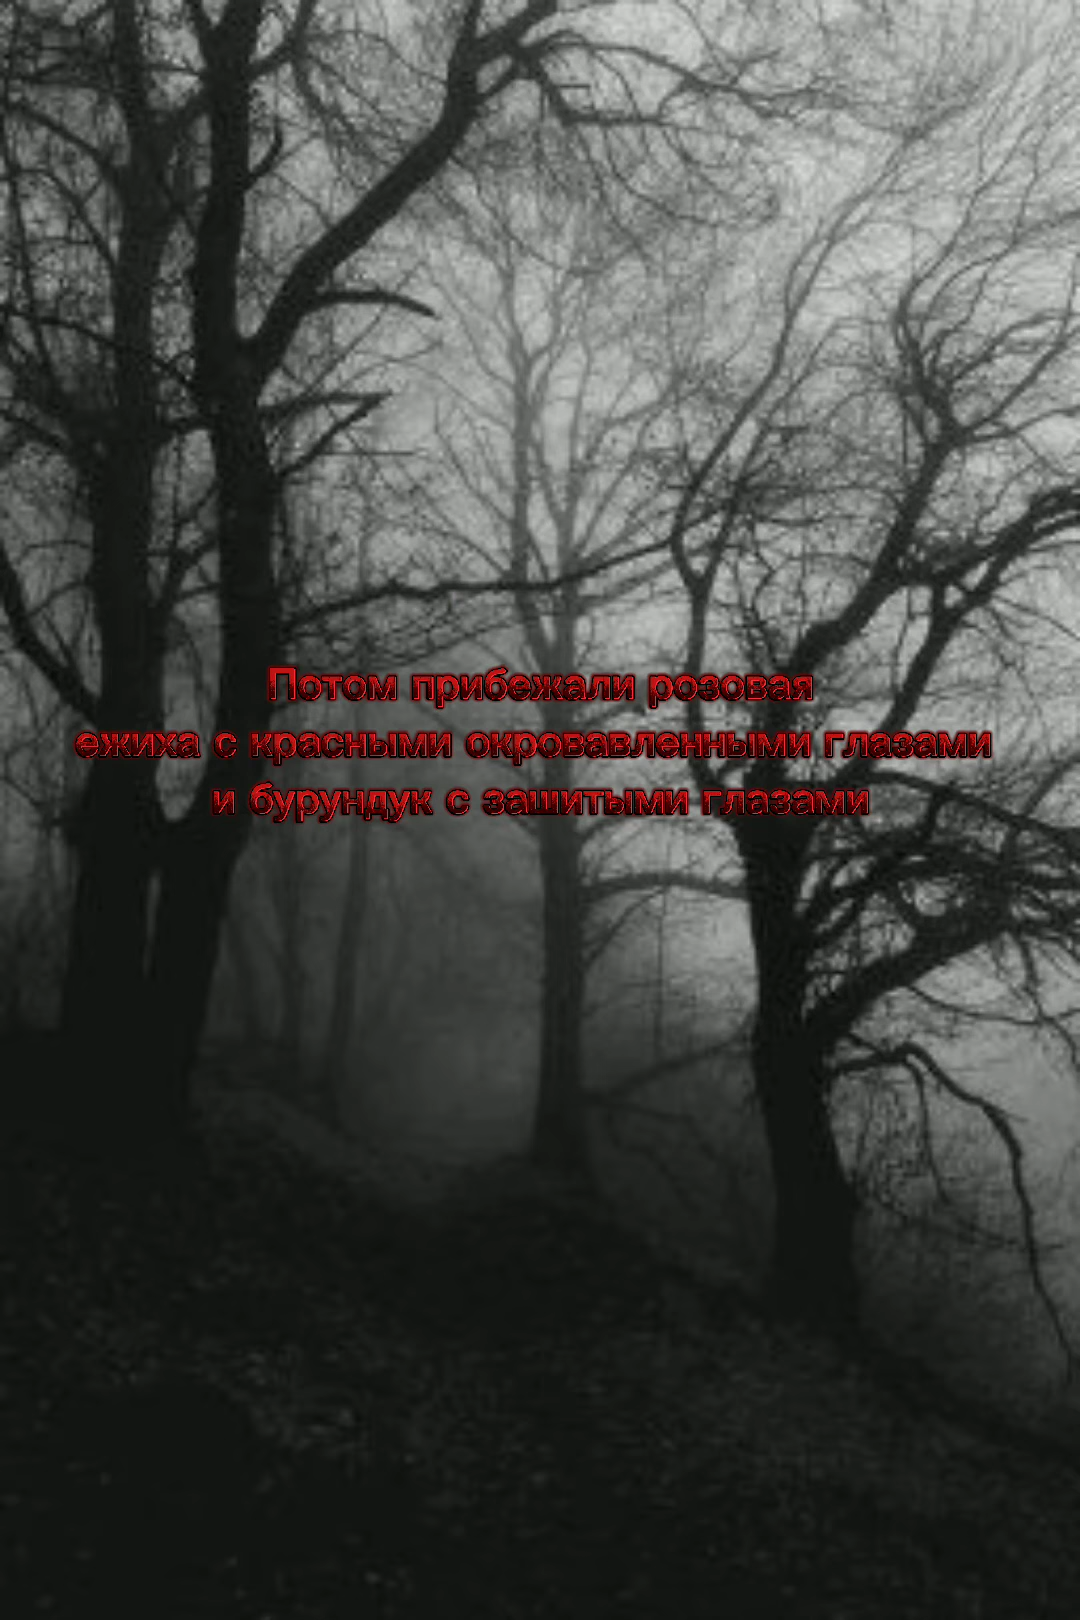 Потом прибежали розовая
ежиха с красными окровавленными глазами
и бурундук с зашитыми глазами